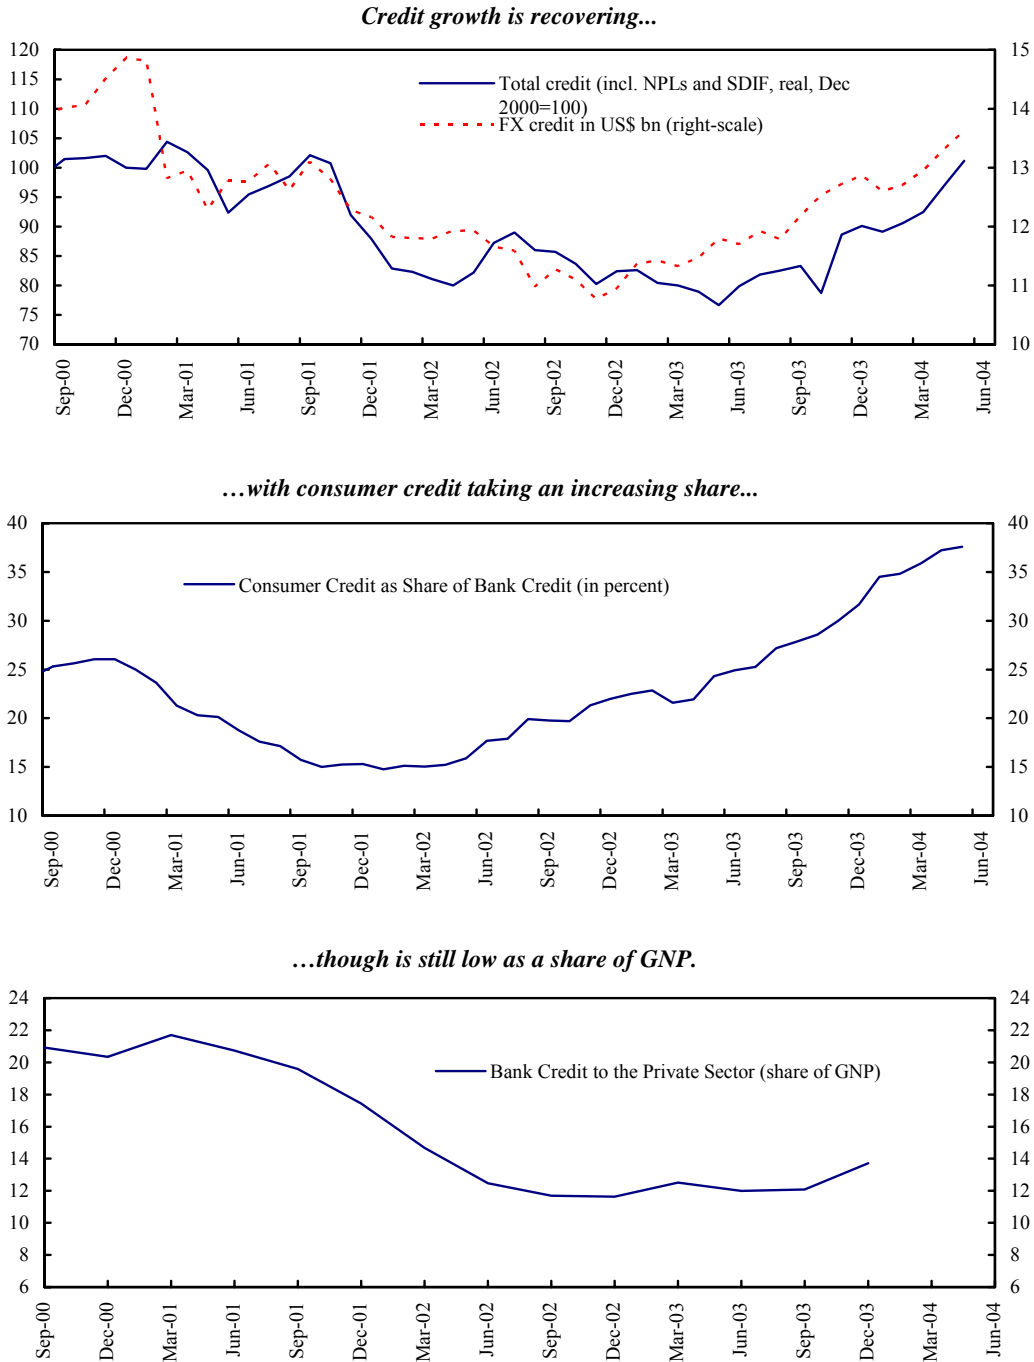 Credit growth is recovering...
120 15
115
110 14
105
100 13
95
90 12
85
80 11
75
70 10
Total credit (incl. NPLs and SDIF, real, Dec
2000=100)
FX credit in US$ bn (right-scale)
Sep-00 Dec-00 Mar-01 Jun-01 Sep-01 Dec-01 Mar-02 Jun-02 Sep-02 Dec-02 Mar-03 Jun-03 Sep-03 Dec-03 Mar-04 Jun-04
…with consumer credit taking an increasing share...
40 40
35 35
30 30
25 25
20 20
15 15
10 10
Consumer Credit as Share of Bank Credit (in percent)
Sep-00 Dec-00 Mar-01 Jun-01 Sep-01 Dec-01 Mar-02 Jun-02 Sep-02 Dec-02 Mar-03 Jun-03 Sep-03 Dec-03 Mar-04 Jun-04
…though is still low as a share of GNP.
24 24
22 22
20 20
18 18
16 16
14 14
12 12
10 10
8 8
6 6
Bank Credit to the Private Sector (share of GNP)
Sep-00 Dec-00 Mar-01 Jun-01 Sep-01 Dec-01 Mar-02 Jun-02 Sep-02 Dec-02 Mar-03 Jun-03 Sep-03 Dec-03 Mar-04 Jun-04